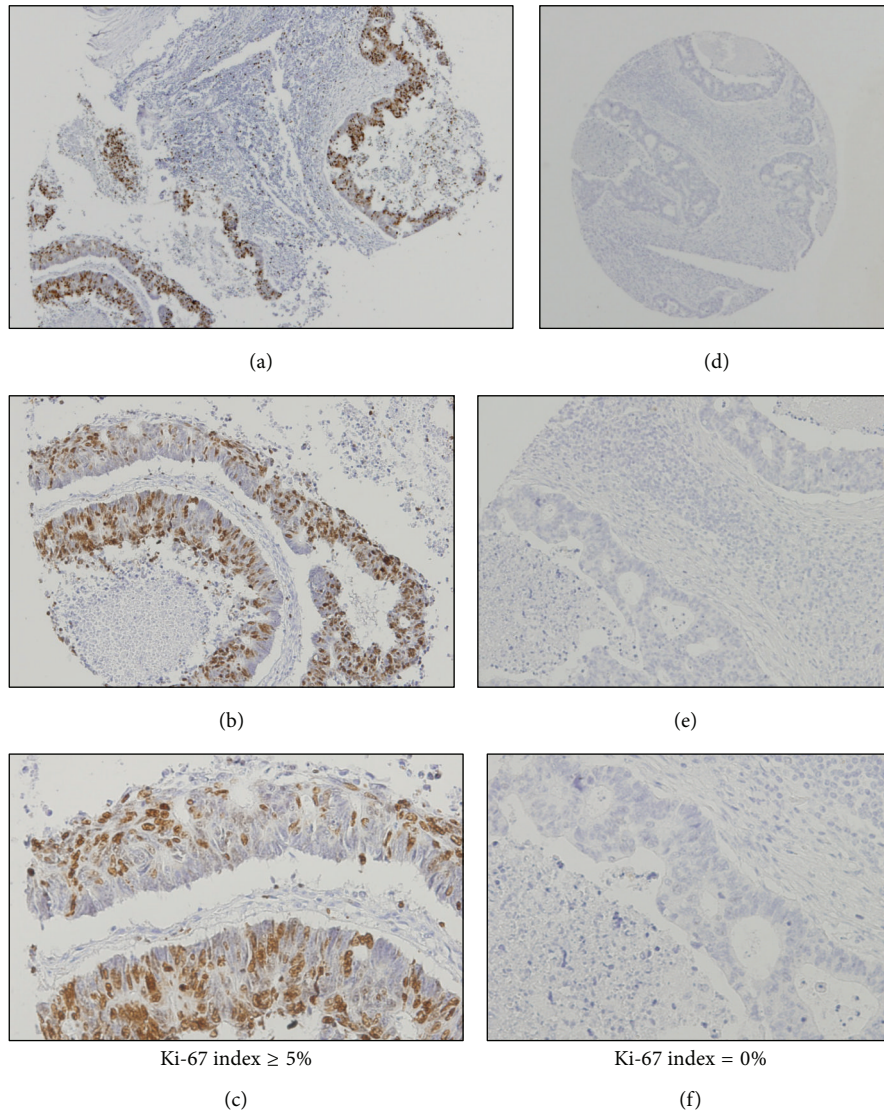 (a)
(d)
(b)
(e)
Ki-67 index ≥ 5%
Ki-67 index = 0%
(c)
(f)